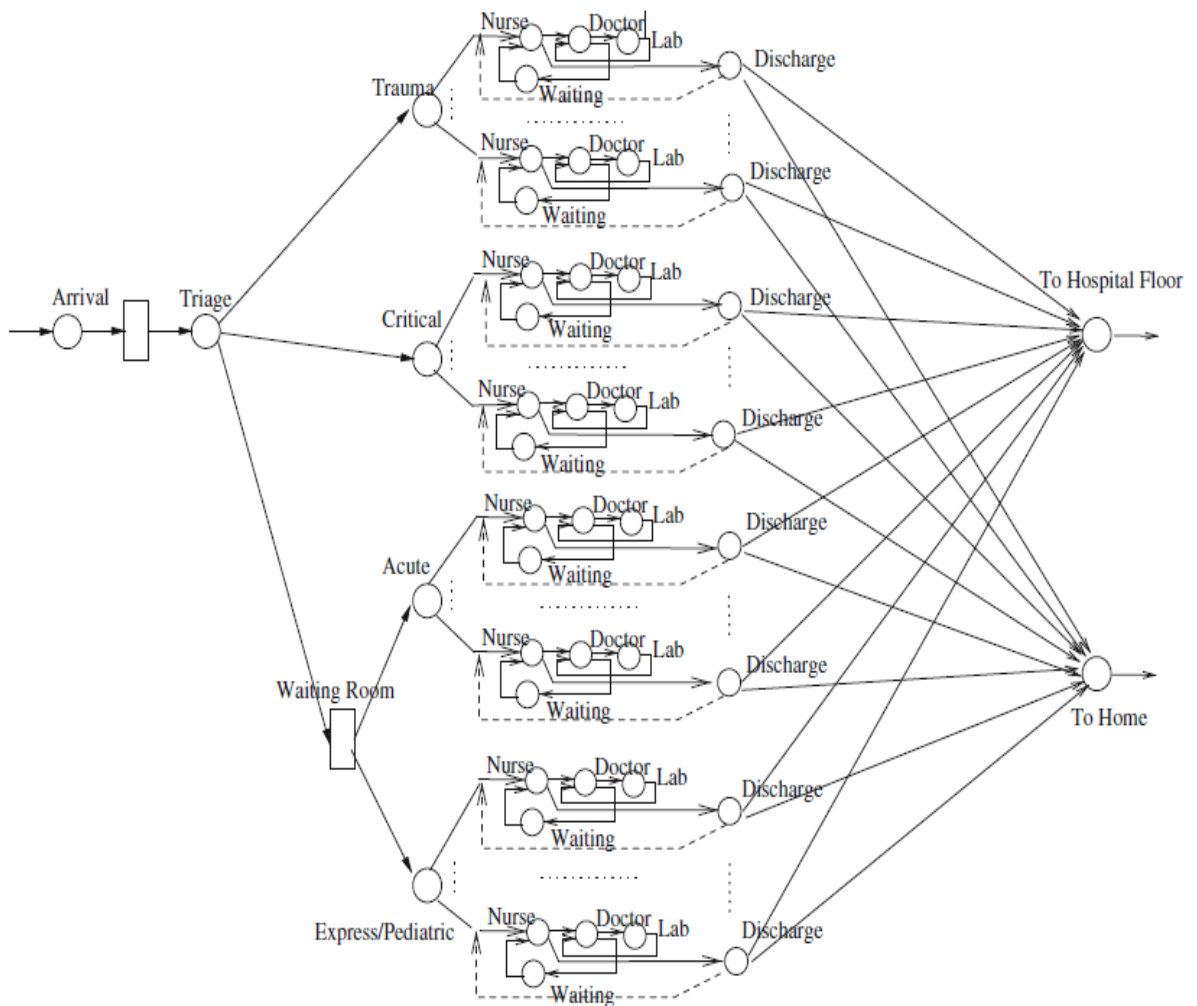 Nurse
Doctor
Lab
Discharge
Trauma
Waiting
Nurse
Doctor
Lab
Discharge
Waiting
Nurse
Doctor
Lab
Discharge
To Hospital Floor
Arrival
Triage
Critical
Waiting
Nurse
Doctor
Lab
Discharge
Waiting
Nurse
Doctor
Lab
Discharge
Acute
Waiting
Nurse
Doctor
Lab
Discharge
Waiting Room
Waiting
To Home
Nurse
Doctor
Lab
Discharge
Waiting
Express/Pediatric
Nurse
Doctor
Lab
Discharge
Waiting